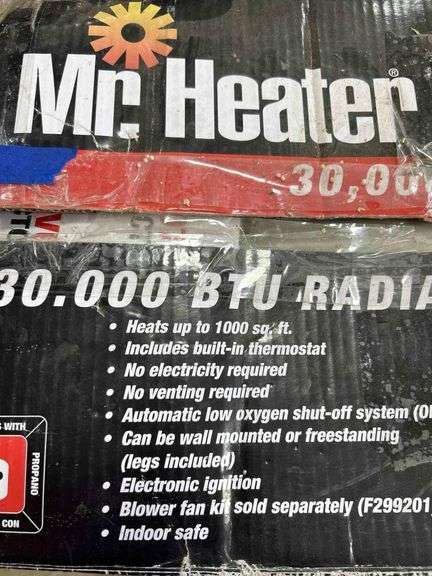 Mr. Heater®
30,00
30.000 BTU RADIA
• Heats up to 1000 sq. ft.
• Includes built-in thermostat
• No electricity required
• No venting required
• Automatic low oxygen shut-off system (O
• Can be wall mounted or freestanding
(legs included)
• Electronic ignition
• Blower fan kit sold separately (F299201
• Indoor safe
WITH
PROPANO
CON